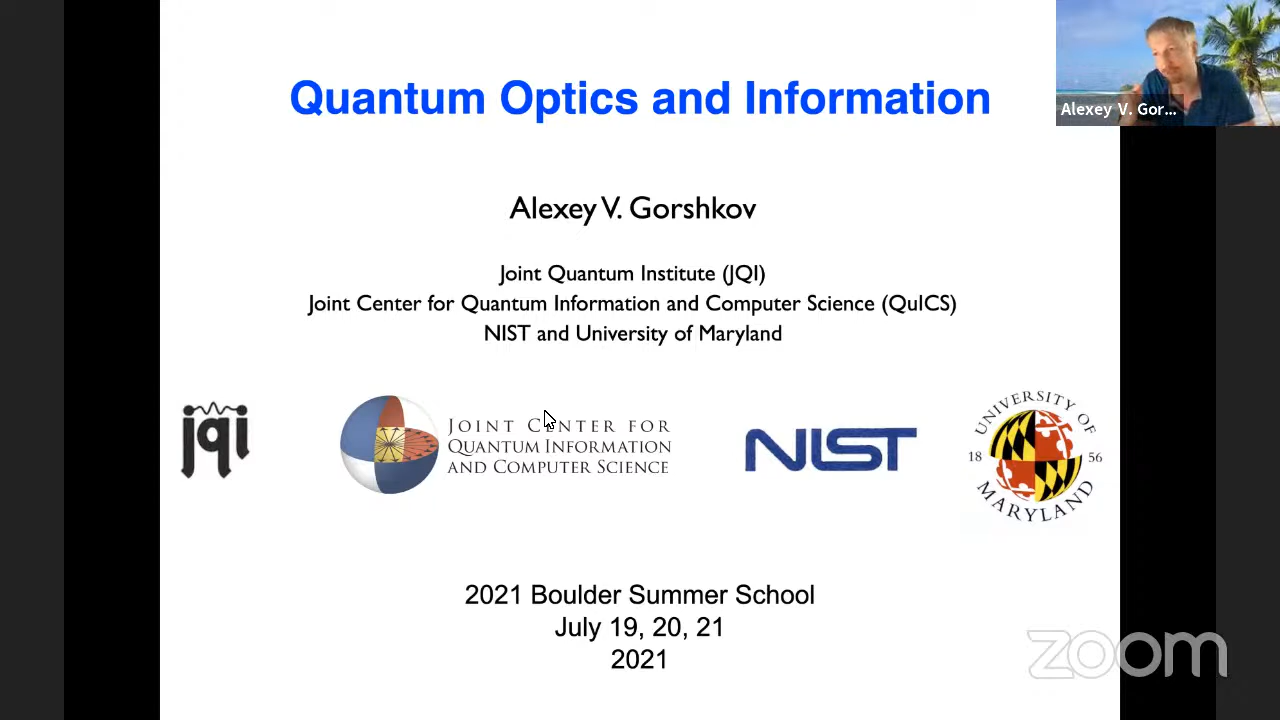 Quantum Optics and Information
Alexey V. Gor...
Alexey V. Gorshkov
Joint Quantum Institute (JQI)
Joint Center for Quantum Information and Computer Science (QuICS)
NIST and University of Maryland
jqi
JOINT CENTER FOR
QUANTUM INFORMATION
AND COMPUTER SCIENCE
NIST
UNIVERSITY OF
18 56
MARYLAND
2021 Boulder Summer School
July 19, 20, 21
2021
zoom